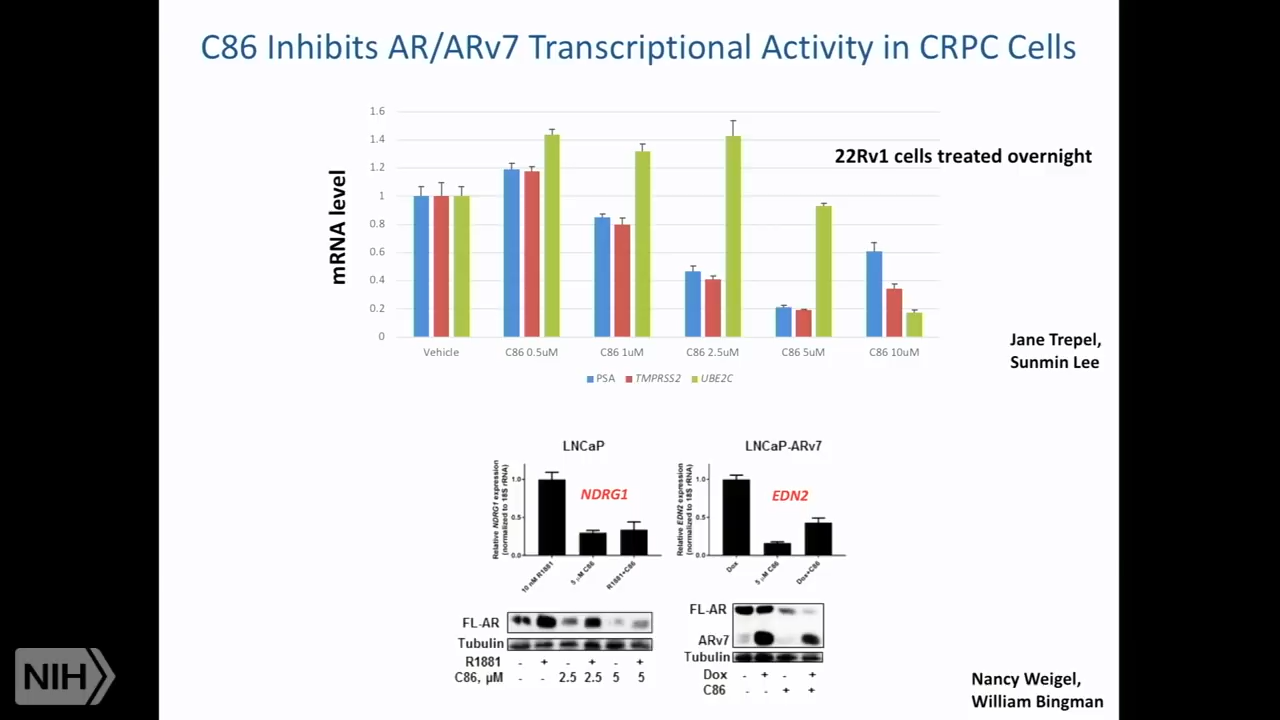 C86 Inhibits AR/ARv7 Transcriptional Activity in CRPC Cells
mRNA level
1.6
1.4
1.2
1
0.8
0.6
0.4
0.2
0
22Rv1 cells treated overnight
Vehicle C86 0.5uM C86 1uM C86 2.5uM C86 5uM C86 10uM
PSA TMPRSS2 UBE2C
Jane Trepel,
Sunmin Lee
LNCaP
Relative NDRG1 expression
(normalized to 18S rRNA)
1.0
0.5
0.0
NDRG1
10 nM R1881 5 μM C86 R1881+C86
FL-AR
Tubulin
R1881 - + - + - +
C86, μM - - 2.5 2.5 5 5
LNCaP-ARv7
Relative EDN2 expression
(normalized to 18S rRNA)
1.0
0.5
0.0
EDN2
Dox 5 μM C86 Dox+C86
FL-AR
ARv7
Tubulin
Dox - + - +
C86 - - + +
Nancy Weigel,
William Bingman
NIH